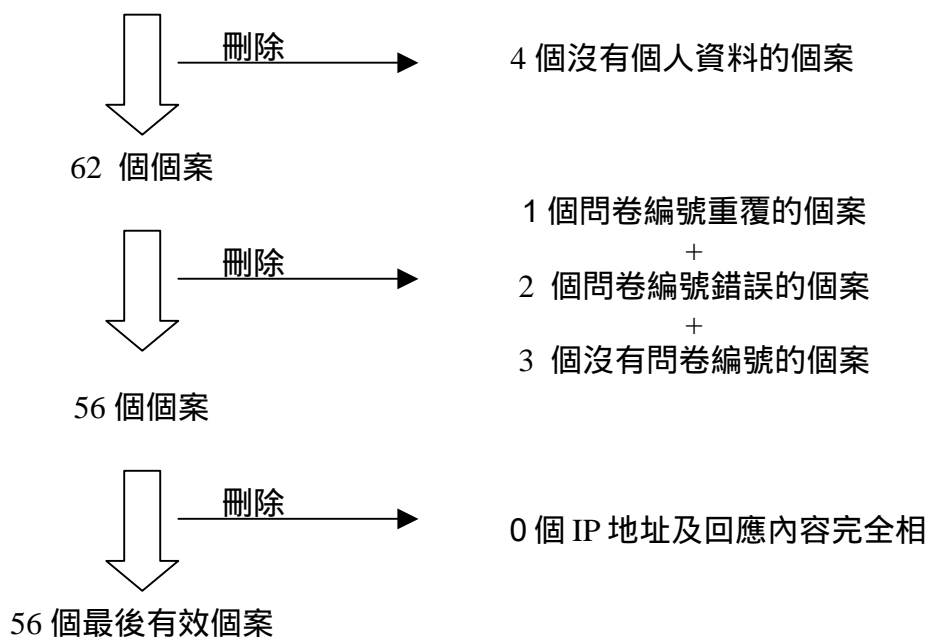 刪除
4 個沒有個人資料的個案
62 個個案
1 個問卷編號重覆的個案
+
刪除
2 個問卷編號錯誤的個案
+
3 個沒有問卷編號的個案
56 個個案
刪除
0 個 IP 地址及回應內容完全相
56 個最後有效個案